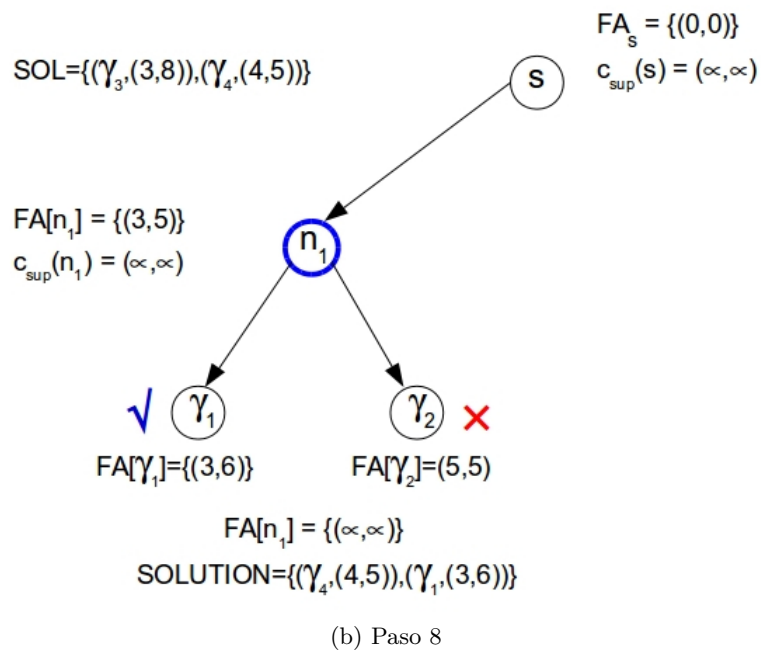 FAₛ = {(0,0)}
SOL={(γ₃,(3,8)),(γ₄,(4,5))}
s
c_sup(s) = (∝,∝)
FA[n₁] = {(3,5)}
n₁
c_sup(n₁) = (∝,∝)
√ γ₁
γ₂ ×
FA[γ₁]={(3,6)}
FA[γ₂]=(5,5)
FA[n₁] = {(∝,∝)}
SOLUTION={(γ₄,(4,5)),(γ₁,(3,6))}
(b) Paso 8